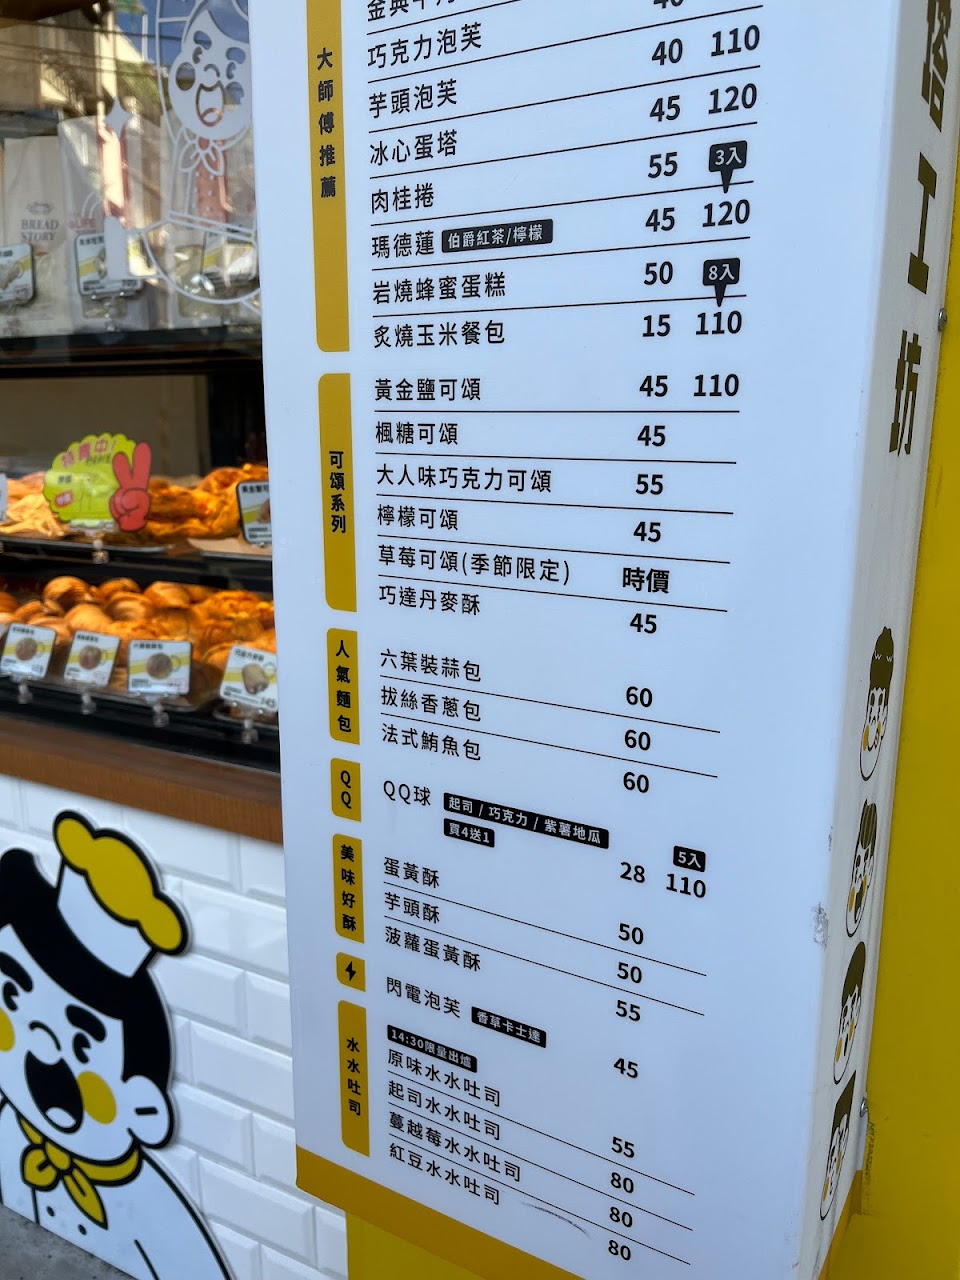 大師傅推薦
巧克力泡芙
芋頭泡芙 40 110
冰心蛋塔 45 120
肉桂捲 55
3入
瑪德蓮 伯爵紅茶/檸檬 45 120
岩燒蜂蜜蛋糕 50
8入
炙燒玉米餐包 15 110
可頌系列
黃金鹽可頌 45 110
楓糖可頌 45
大人味巧克力可頌 55
檸檬可頌 45
草莓可頌(季節限定) 時價
巧達丹麥酥 45
人氣麵包
六葉裝蒜包 60
拔絲香蔥包 60
法式鮪魚包 60
QQ
QQ球 起司 / 巧克力 / 紫薯地瓜
買4送1
5入
28 110
美味好酥
蛋黃酥 50
芋頭酥 50
菠蘿蛋黃酥 55
閃電泡芙 香草卡士達 45
水水吐司
14:30限量出爐
原味水水吐司 55
起司水水吐司 80
蔓越莓水水吐司 80
紅豆水水吐司 80
塔工坊
BREAD
STORY
特賣中